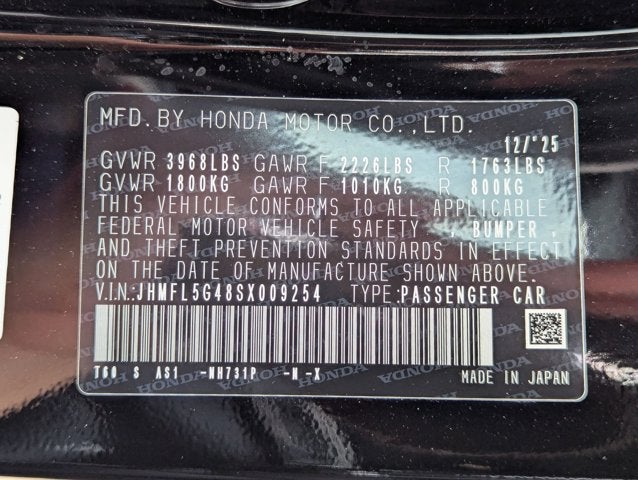 MFD.BY HONDA MOTOR CO.,LTD.
12/'25
GVWR 3968LBS GAWR F 2226LBS R 1763LBS
GVWR 1800KG GAWR F 1010KG R 800KG
THIS VEHICLE CONFORMS TO ALL APPLICABLE
FEDERAL MOTOR VEHICLE SAFETY , BUMPER ,
AND THEFT PREVENTION STANDARDS IN EFFECT
ON THE DATE OF MANUFACTURE SHOWN ABOVE.
V.I.N:JHMFL5G48SX009254 TYPE:PASSENGER CAR
T60 S AS1 -NH731P -N -X
MADE IN JAPAN